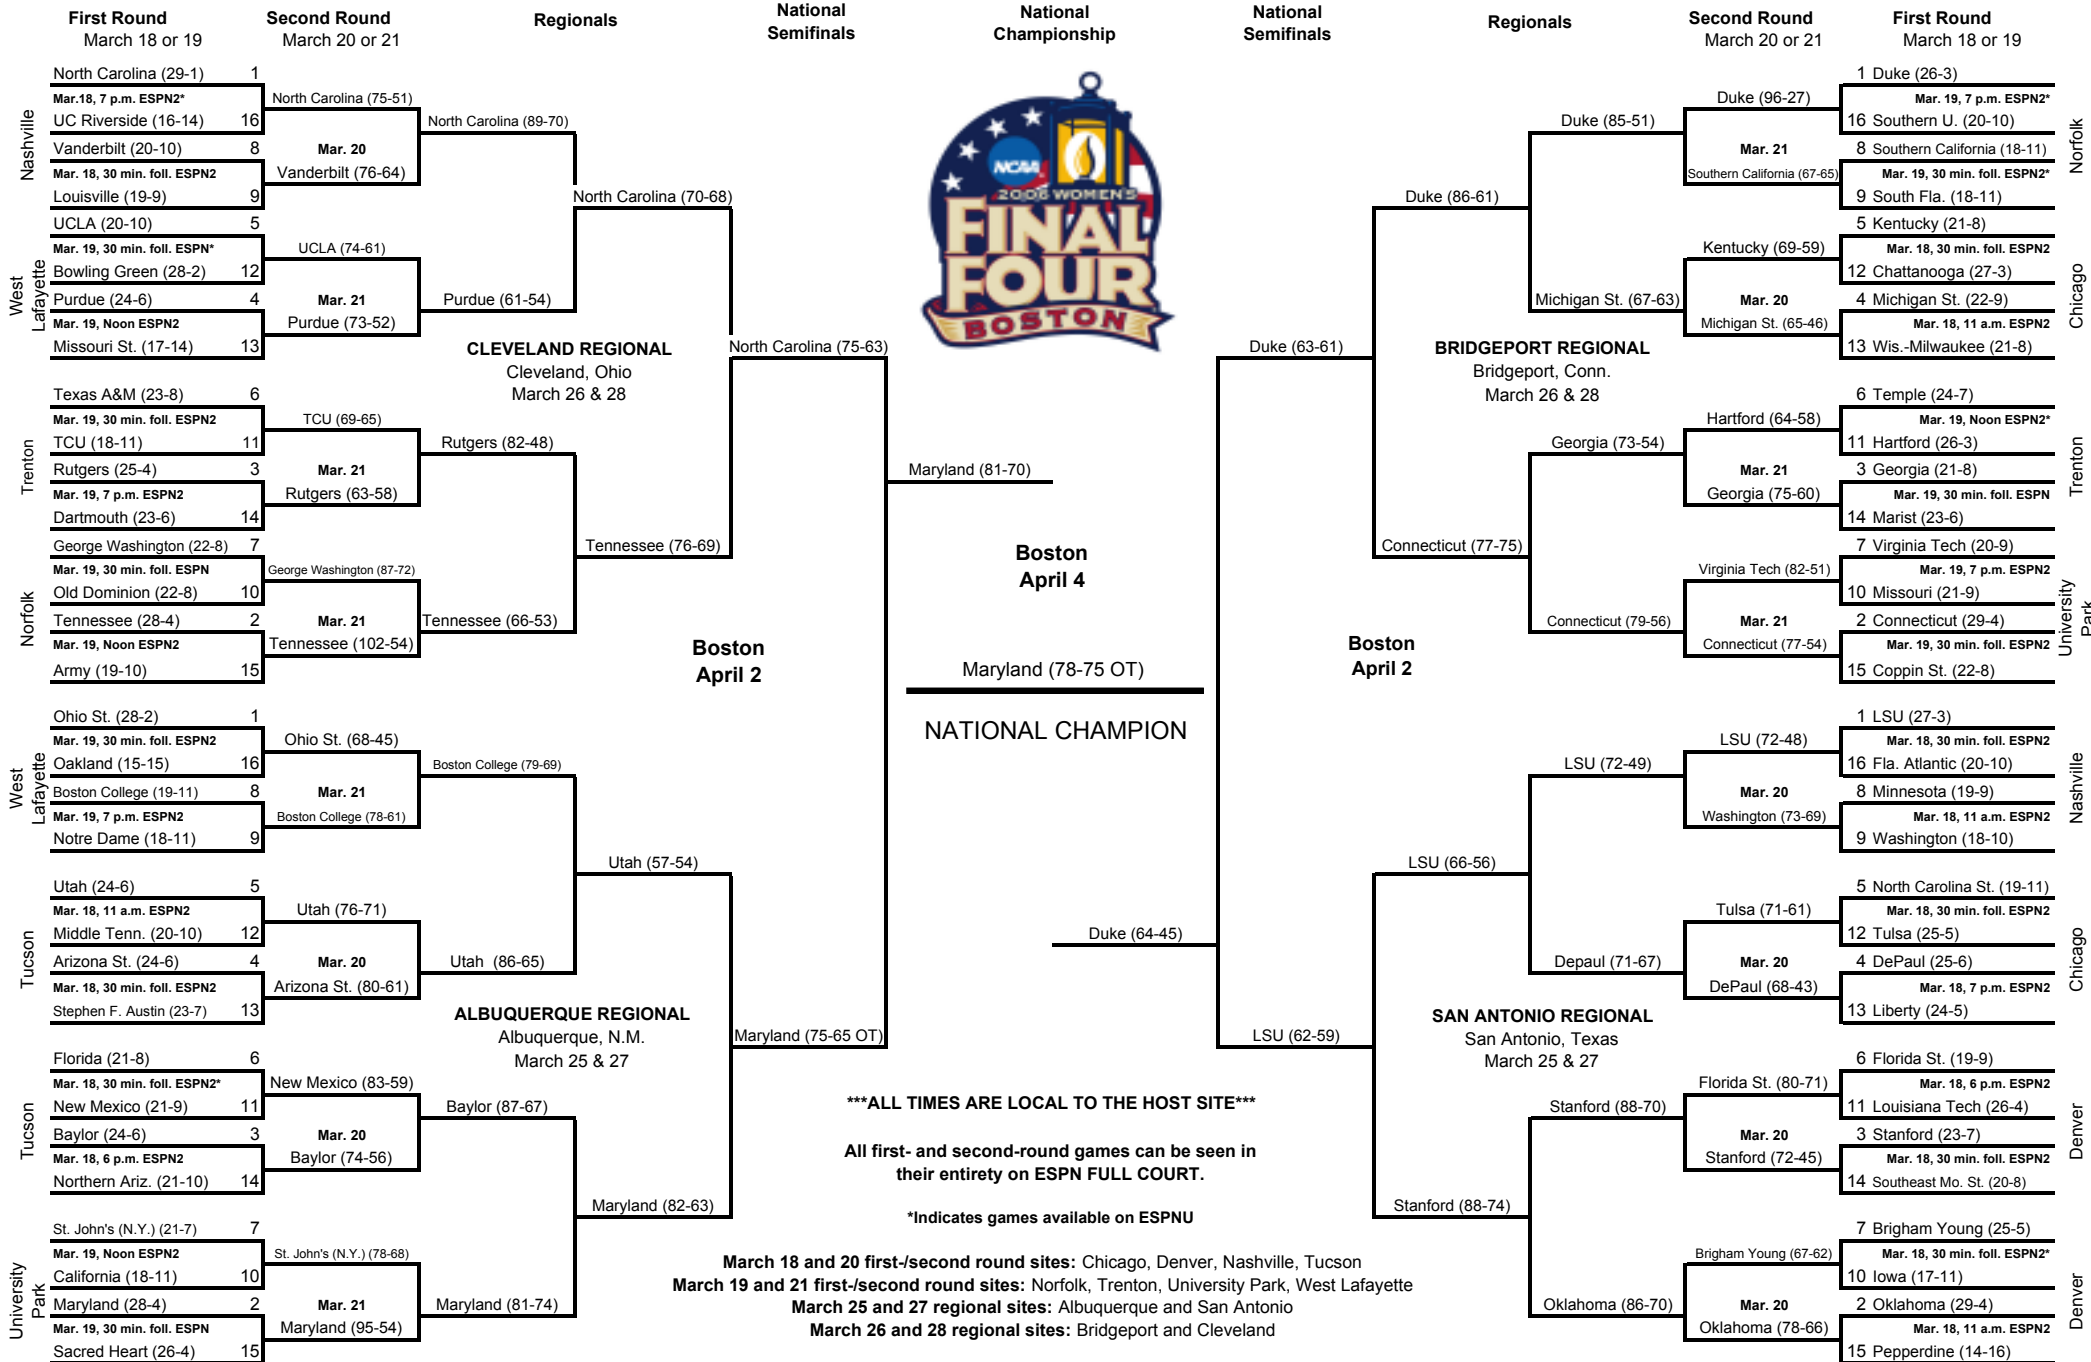 First Round
March 18 or 19
Second Round
March 20 or 21
Regionals
National
Semifinals
National
Championship
National
Semifinals
Regionals
Second Round
March 20 or 21
First Round
March 18 or 19
Nashville
North Carolina (29-1) 1
Mar.18, 7 p.m. ESPN2*
UC Riverside (16-14) 16
Vanderbilt (20-10) 8
Mar. 18, 30 min. foll. ESPN2
Louisville (19-9) 9
West
Lafayette
UCLA (20-10) 5
Mar. 19, 30 min. foll. ESPN*
Bowling Green (28-2) 12
Purdue (24-6) 4
Mar. 19, Noon ESPN2
Missouri St. (17-14) 13
Trenton
Texas A&M (23-8) 6
Mar. 19, 30 min. foll. ESPN2
TCU (18-11) 11
Rutgers (25-4) 3
Mar. 19, 7 p.m. ESPN2
Dartmouth (23-6) 14
Norfolk
George Washington (22-8) 7
Mar. 19, 30 min. foll. ESPN
Old Dominion (22-8) 10
Tennessee (28-4) 2
Mar. 19, Noon ESPN2
Army (19-10) 15
West
Lafayette
Ohio St. (28-2) 1
Mar. 19, 30 min. foll. ESPN2
Oakland (15-15) 16
Boston College (19-11) 8
Mar. 19, 7 p.m. ESPN2
Notre Dame (18-11) 9
Tucson
Utah (24-6) 5
Mar. 18, 11 a.m. ESPN2
Middle Tenn. (20-10) 12
Arizona St. (24-6) 4
Mar. 18, 30 min. foll. ESPN2
Stephen F. Austin (23-7) 13
Tucson
Florida (21-8) 6
Mar. 18, 30 min. foll. ESPN2*
New Mexico (21-9) 11
Baylor (24-6) 3
Mar. 18, 6 p.m. ESPN2
Northern Ariz. (21-10) 14
University
Park
St. John's (N.Y.) (21-7) 7
Mar. 19, Noon ESPN2
California (18-11) 10
Maryland (28-4) 2
Mar. 19, 30 min. foll. ESPN
Sacred Heart (26-4) 15
North Carolina (75-51)
Mar. 20
Vanderbilt (76-64)
UCLA (74-61)
Mar. 21
Purdue (73-52)
TCU (69-65)
Mar. 21
Rutgers (63-58)
George Washington (87-72)
Mar. 21
Tennessee (102-54)
Ohio St. (68-45)
Mar. 21
Boston College (78-61)
Utah (76-71)
Mar. 20
Arizona St. (80-61)
New Mexico (83-59)
Mar. 20
Baylor (74-56)
St. John's (N.Y.) (78-68)
Mar. 21
Maryland (95-54)
North Carolina (89-70)
Purdue (61-54)
Rutgers (82-48)
Tennessee (66-53)
Boston College (79-69)
Utah (86-65)
Baylor (87-67)
Maryland (81-74)
North Carolina (70-68)
CLEVELAND REGIONAL
Cleveland, Ohio
March 26 & 28
Tennessee (76-69)
Utah (57-54)
ALBUQUERQUE REGIONAL
Albuquerque, N.M.
March 25 & 27
Maryland (82-63)
North Carolina (75-63)
Boston
April 2
Maryland (75-65 OT)
NCAA
2006 WOMEN'S
FINAL
FOUR
BOSTON
Maryland (81-70)
Boston
April 4
Maryland (78-75 OT)
NATIONAL CHAMPION
Duke (64-45)
***ALL TIMES ARE LOCAL TO THE HOST SITE***
All first- and second-round games can be seen in
their entirety on ESPN FULL COURT.
*Indicates games available on ESPNU
March 18 and 20 first-/second round sites: Chicago, Denver, Nashville, Tucson
March 19 and 21 first-/second round sites: Norfolk, Trenton, University Park, West Lafayette
March 25 and 27 regional sites: Albuquerque and San Antonio
March 26 and 28 regional sites: Bridgeport and Cleveland
Duke (63-61)
Boston
April 2
LSU (62-59)
Duke (86-61)
BRIDGEPORT REGIONAL
Bridgeport, Conn.
March 26 & 28
Connecticut (77-75)
LSU (66-56)
SAN ANTONIO REGIONAL
San Antonio, Texas
March 25 & 27
Stanford (88-74)
Duke (85-51)
Michigan St. (67-63)
Georgia (73-54)
Connecticut (79-56)
LSU (72-49)
Depaul (71-67)
Stanford (88-70)
Oklahoma (86-70)
Duke (96-27)
Mar. 21
Southern California (67-65)
Kentucky (69-59)
Mar. 20
Michigan St. (65-46)
Hartford (64-58)
Mar. 21
Georgia (75-60)
Virginia Tech (82-51)
Mar. 21
Connecticut (77-54)
LSU (72-48)
Mar. 20
Washington (73-69)
Tulsa (71-61)
Mar. 20
DePaul (68-43)
Florida St. (80-71)
Mar. 20
Stanford (72-45)
Brigham Young (67-62)
Mar. 20
Oklahoma (78-66)
1 Duke (26-3)
Mar. 19, 7 p.m. ESPN2*
16 Southern U. (20-10)
8 Southern California (18-11)
Mar. 19, 30 min. foll. ESPN2*
9 South Fla. (18-11)
Norfolk
5 Kentucky (21-8)
Mar. 18, 30 min. foll. ESPN2
12 Chattanooga (27-3)
4 Michigan St. (22-9)
Mar. 18, 11 a.m. ESPN2
13 Wis.-Milwaukee (21-8)
Chicago
6 Temple (24-7)
Mar. 19, Noon ESPN2*
11 Hartford (26-3)
3 Georgia (21-8)
Mar. 19, 30 min. foll. ESPN
14 Marist (23-6)
Trenton
7 Virginia Tech (20-9)
Mar. 19, 7 p.m. ESPN2
10 Missouri (21-9)
2 Connecticut (29-4)
Mar. 19, 30 min. foll. ESPN2
15 Coppin St. (22-8)
University
Park
1 LSU (27-3)
Mar. 18, 30 min. foll. ESPN2
16 Fla. Atlantic (20-10)
8 Minnesota (19-9)
Mar. 18, 11 a.m. ESPN2
9 Washington (18-10)
Nashville
5 North Carolina St. (19-11)
Mar. 18, 30 min. foll. ESPN2
12 Tulsa (25-5)
4 DePaul (25-6)
Mar. 18, 7 p.m. ESPN2
13 Liberty (24-5)
Chicago
6 Florida St. (19-9)
Mar. 18, 6 p.m. ESPN2
11 Louisiana Tech (26-4)
3 Stanford (23-7)
Mar. 18, 30 min. foll. ESPN2
14 Southeast Mo. St. (20-8)
Denver
7 Brigham Young (25-5)
Mar. 18, 30 min. foll. ESPN2*
10 Iowa (17-11)
2 Oklahoma (29-4)
Mar. 18, 11 a.m. ESPN2
15 Pepperdine (14-16)
Denver